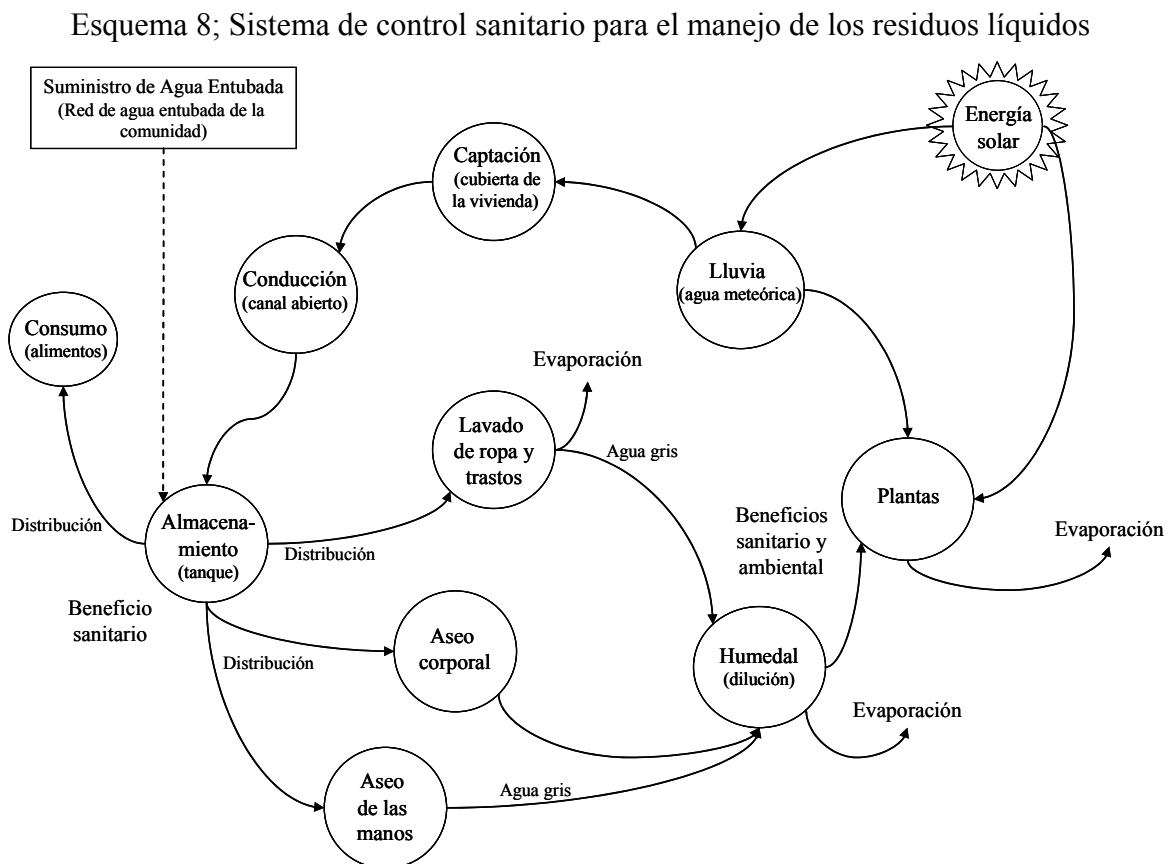 Esquema 8; Sistema de control sanitario para el manejo de los residuos líquidos
Suministro de Agua Entubada
(Red de agua entubada de la
comunidad)
Energía
solar
Captación
(cubierta de
la vivienda)
Lluvia
(agua meteórica)
Conducción
(canal abierto)
Consumo
(alimentos)
Evaporación
Lavado
de ropa y
trastos
Agua gris
Plantas
Distribución
Almacena-
miento
(tanque)
Distribución
Beneficios
sanitario y
ambiental
Evaporación
Beneficio
sanitario
Distribución
Aseo
corporal
Humedal
(dilución)
Evaporación
Aseo
de las
manos
Agua gris